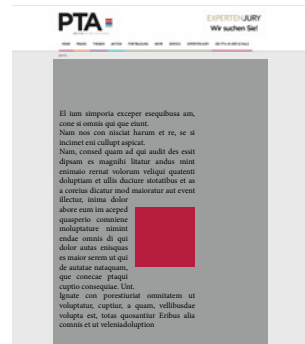 PTA
EXPERTENJURY
Wir suchen Sie!
El ium simporia exceper esequibusa am,
cone si omnis qui que eiunt.
Nam nos con nisciat harum et re, se si
incimet eni cullupt aspicat.
Nam, consed quam ad qui audit des essit
dipsam es magnihi litatur andus mint
enimaio rernat volorum veliqui quatenti
doluptiam et ullis duciure stotatibus et as
a coreius dicatur mod maioratur aut event
illectur, inima dolor
abore eum im aceped
quasperio comniene
moluptature nimint
endae omnis di qui
dolor autas enisquas
es maior serem ut qui
de autatae nataquam,
que conecae ptaqui
cuptio consequiae. Unt.
Ignate con porestiuriat omnitatem ut
voluptatur, cuptiur, a quam, vellibusdae
volupta est, totas quosantiur Eribus alia
comnis et ut veleniadoluption